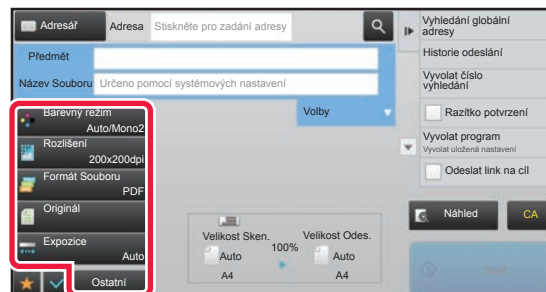 Adresář
Adresa
Stiskněte pro zadání adresy
Předmět
Název Souboru
Určeno pomocí systémových nastavení
Barevný režim
Auto/Mono2
Rozlišení
200x200dpi
Formát Souboru
PDF
Originál
Expozice
Auto
Ostatní
Volby
Velikost Sken.
Auto
A4
100%
Velikost Odes.
Auto
A4
Vyhledání globální
adresy
Historie odeslání
Vyvolat číslo
vyhledání
Razítko potvrzení
Vyvolat program
Vyvolat uložená nastavení
Odeslat link na cíl
Náhled
CA